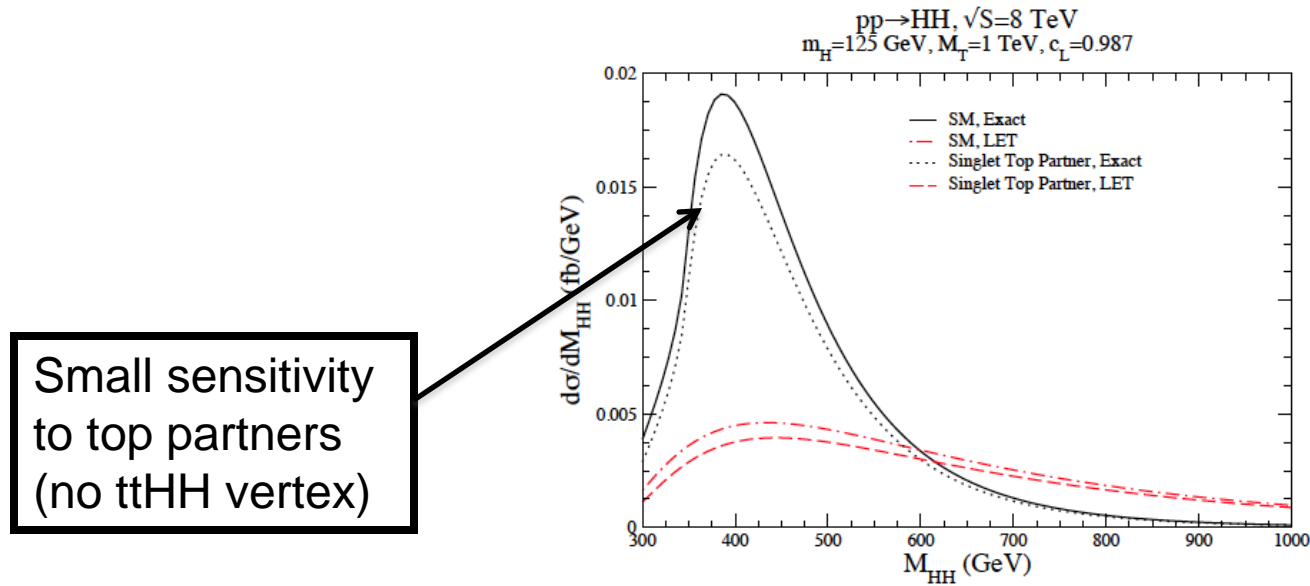 pp→HH, √S=8 TeV
m_H=125 GeV, M_T=1 TeV, c_L=0.987
SM, Exact
SM, LET
Singlet Top Partner, Exact
Singlet Top Partner, LET
dσ/dM_HH (fb/GeV)
0.02
0.015
0.01
0.005
0
300 400 500 600 700 800 900 1000
M_HH (GeV)
Small sensitivity
to top partners
(no ttHH vertex)